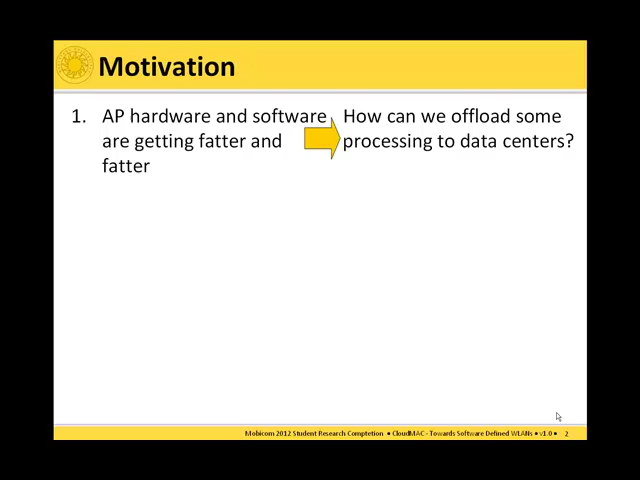 Motivation
1. AP hardware and software
are getting fatter and
fatter
How can we offload some
processing to data centers?
Mobicom 2012 Student Research Comptetion • CloudMAC - Towards Software Defined WLANs • v1.0 • 2